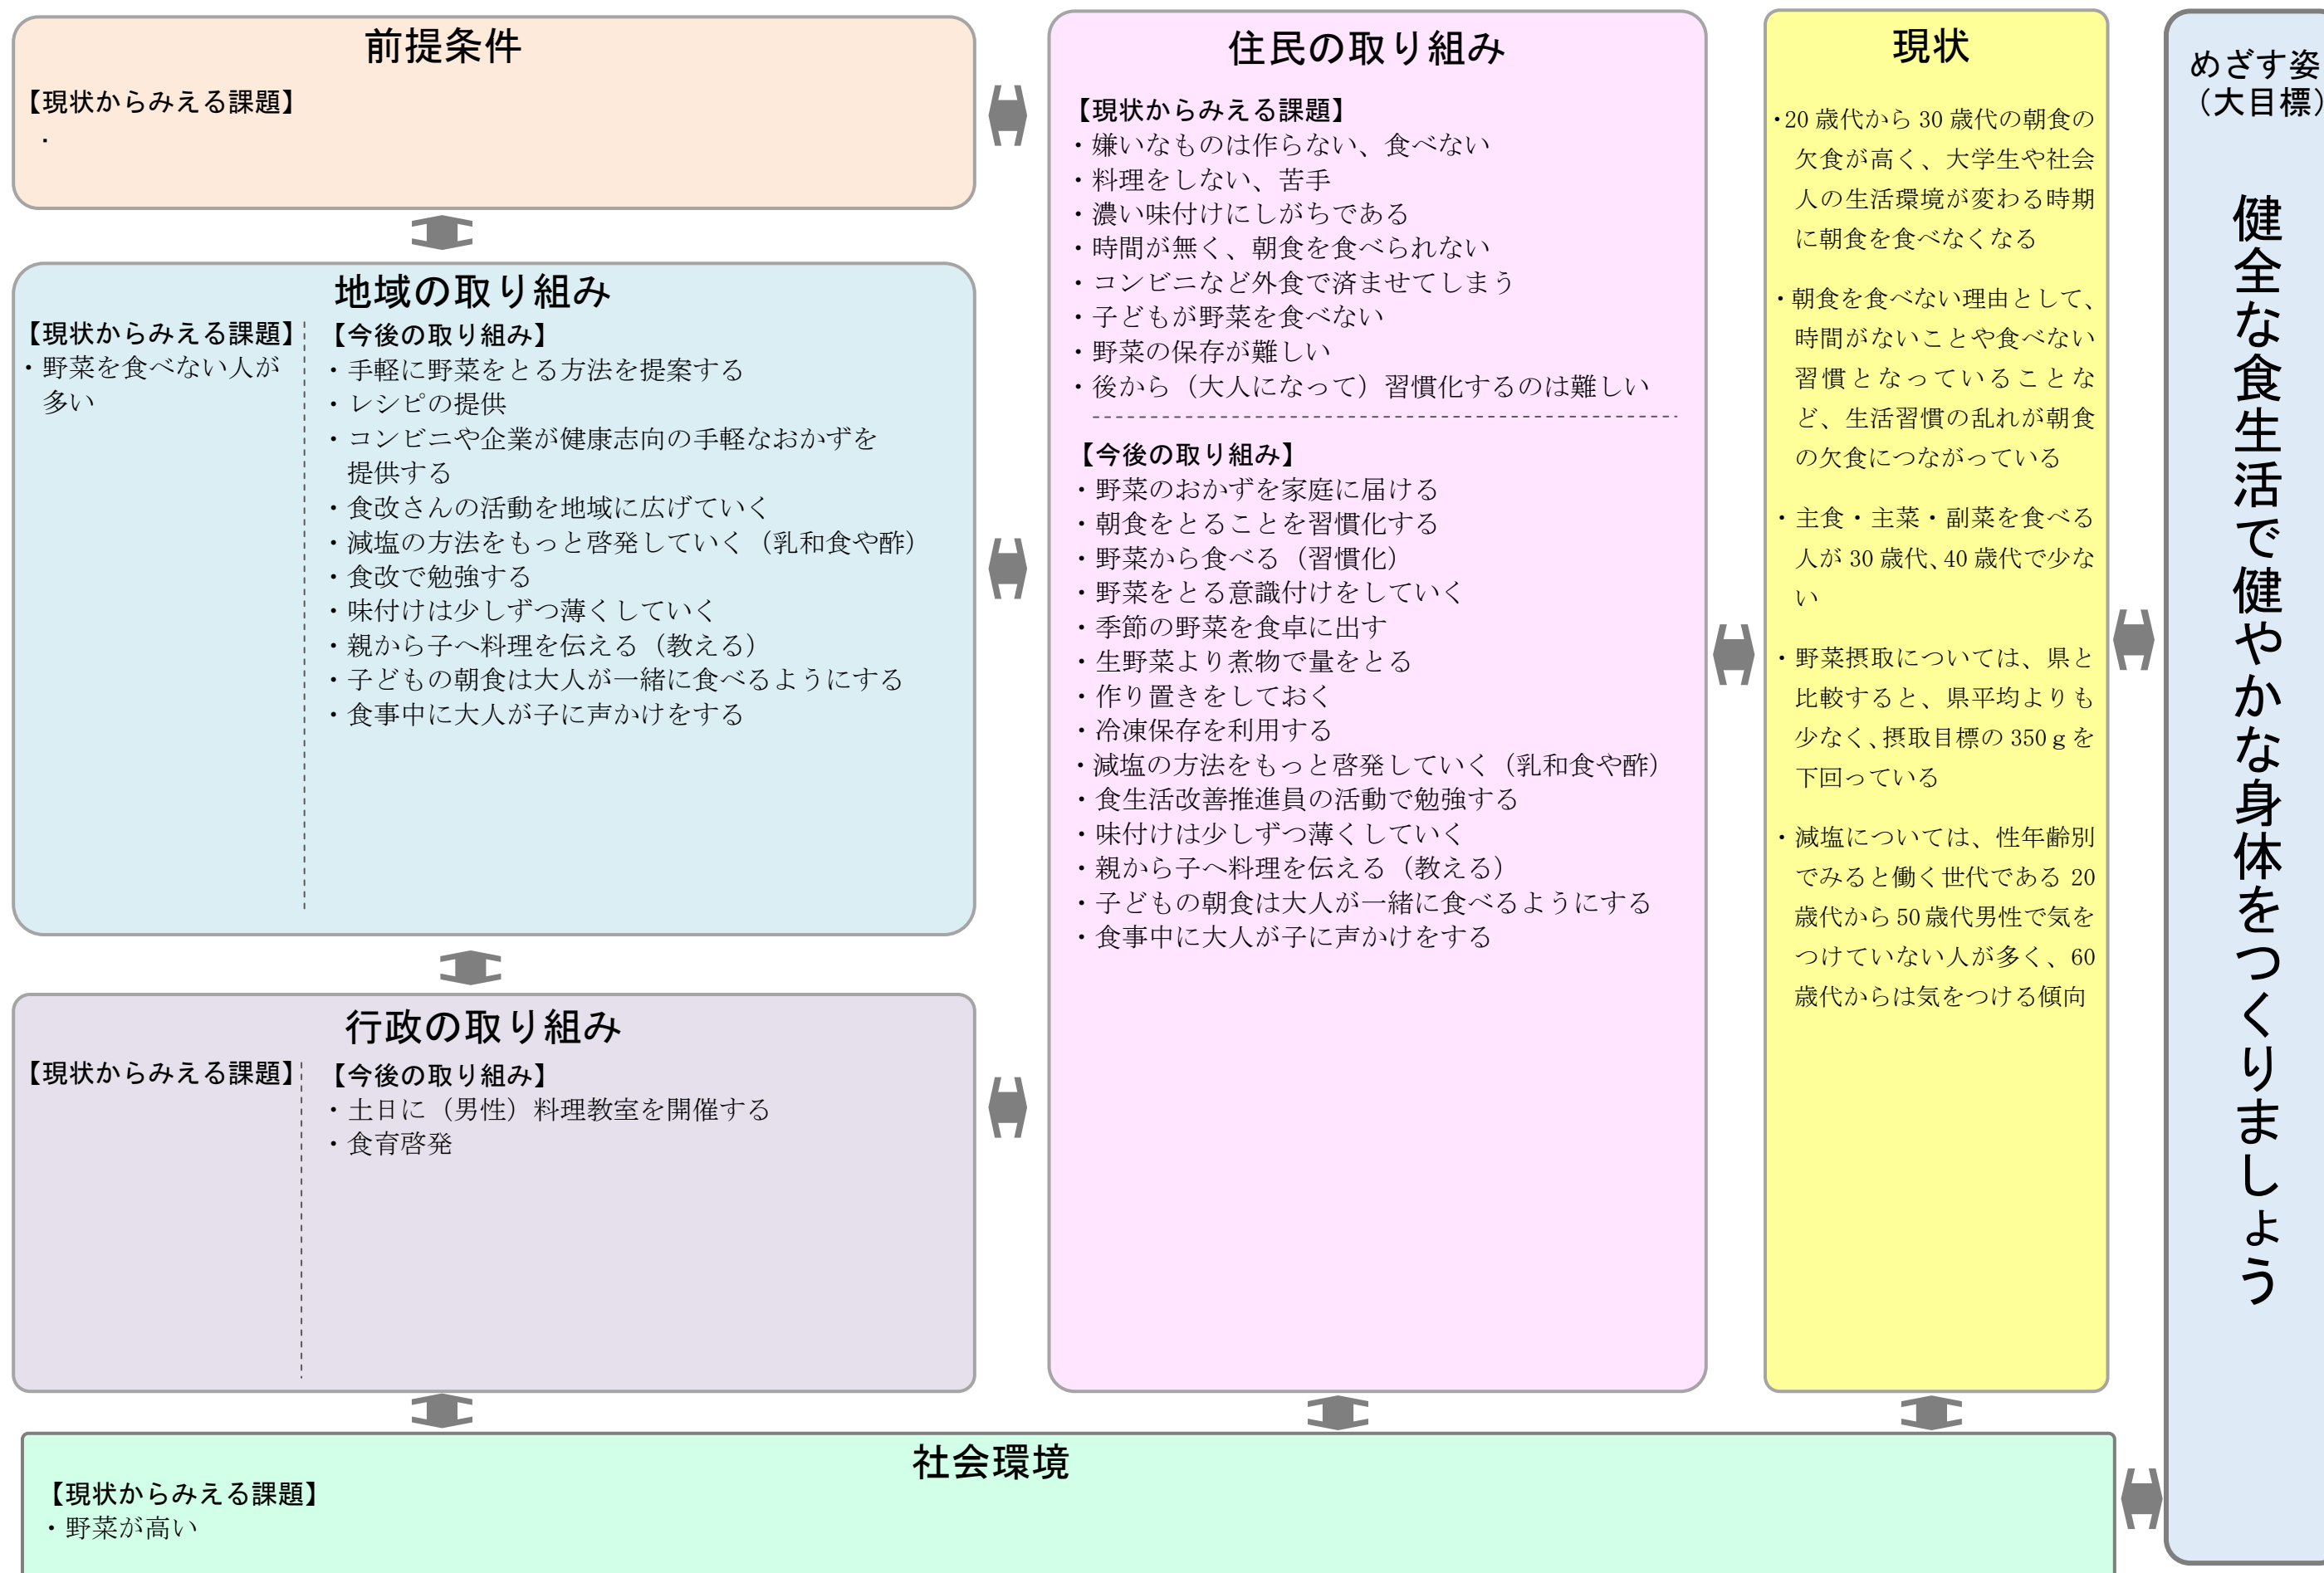 前提条件
【現状からみえる課題】
・
地域の取り組み
【現状からみえる課題】
・野菜を食べない人が
多い
【今後の取り組み】
・手軽に野菜をとる方法を提案する
・レシピの提供
・コンビニや企業が健康志向の手軽なおかずを
提供する
・食改さんの活動を地域に広げていく
・減塩の方法をもっと啓発していく（乳和食や酢）
・食改で勉強する
・味付けは少しずつ薄くしていく
・親から子へ料理を伝える（教える）
・子どもの朝食は大人が一緒に食べるようにする
・食事中に大人が子に声かけをする
行政の取り組み
【現状からみえる課題】
【今後の取り組み】
・土日に（男性）料理教室を開催する
・食育啓発
住民の取り組み
【現状からみえる課題】
・嫌いなものは作らない、食べない
・料理をしない、苦手
・濃い味付けにしがちである
・時間が無く、朝食を食べられない
・コンビニなど外食で済ませてしまう
・子どもが野菜を食べない
・野菜の保存が難しい
・後から（大人になって）習慣化するのは難しい
【今後の取り組み】
・野菜のおかずを家庭に届ける
・朝食をとることを習慣化する
・野菜から食べる（習慣化）
・野菜をとる意識付けをしていく
・季節の野菜を食卓に出す
・生野菜より煮物で量をとる
・作り置きをしておく
・冷凍保存を利用する
・減塩の方法をもっと啓発していく（乳和食や酢）
・食生活改善推進員の活動で勉強する
・味付けは少しずつ薄くしていく
・親から子へ料理を伝える（教える）
・子どもの朝食は大人が一緒に食べるようにする
・食事中に大人が子に声かけをする
現状
・20 歳代から 30 歳代の朝食の
欠食が高く、大学生や社会
人の生活環境が変わる時期
に朝食を食べなくなる
・朝食を食べない理由として、
時間がないことや食べない
習慣となっていることな
ど、生活習慣の乱れが朝食
の欠食につながっている
・主食・主菜・副菜を食べる
人が 30 歳代、40 歳代で少な
い
・野菜摂取については、県と
比較すると、県平均よりも
少なく、摂取目標の 350ｇを
下回っている
・減塩については、性年齢別
でみると働く世代である 20
歳代から 50 歳代男性で気を
つけていない人が多く、60
歳代からは気をつける傾向
社会環境
【現状からみえる課題】
・野菜が高い
めざす姿
（大目標）
健全な食生活で健やかな身体をつくりましょう